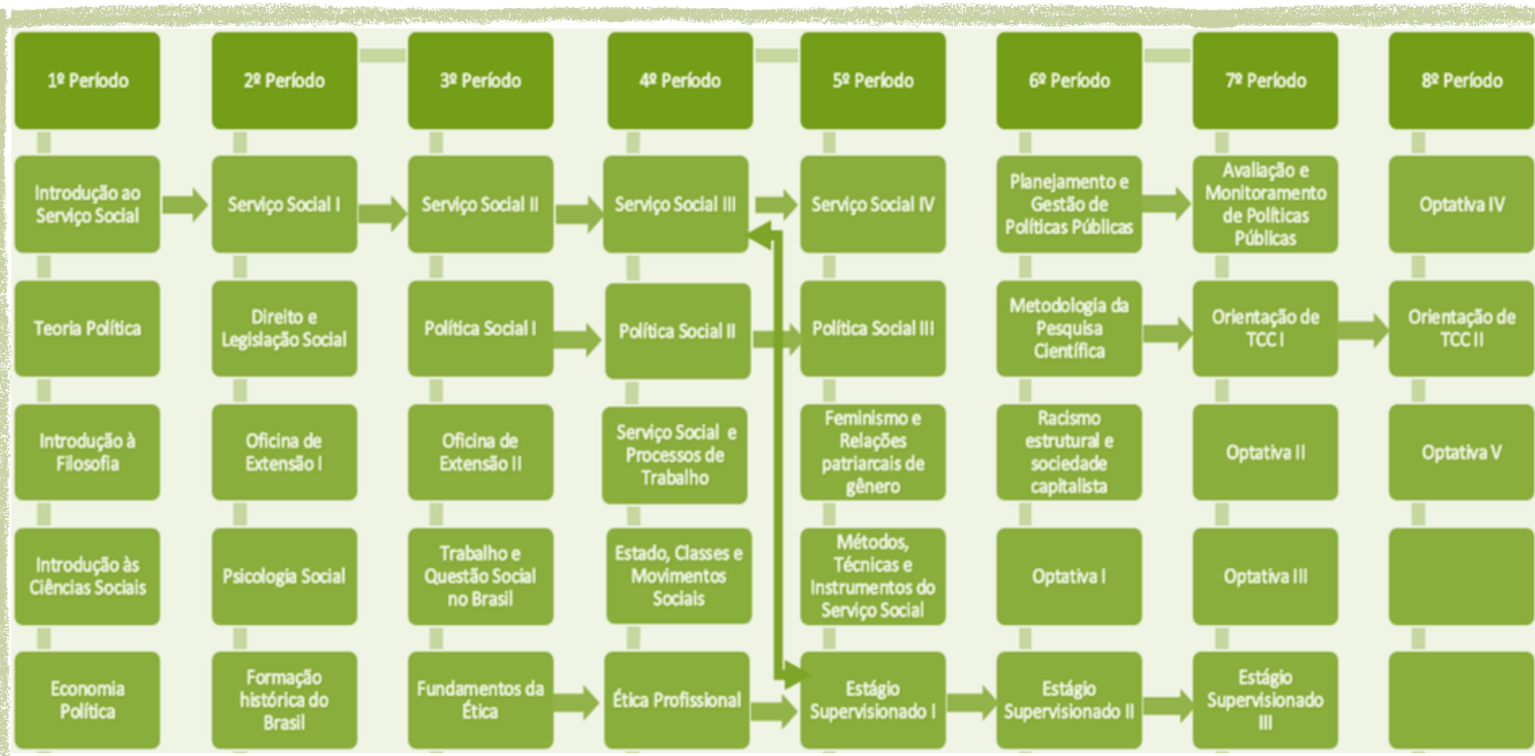 1º Período
2º Período
3º Período
4º Período
5º Período
6º Período
7º Período
8º Período
Introdução ao
Serviço Social
Serviço Social I
Serviço Social II
Serviço Social III
Serviço Social IV
Planejamento e
Gestão de
Políticas Públicas
Avaliação e
Monitoramento
de Políticas
Públicas
Optativa IV
Teoria Política
Direito e
Legislação Social
Política Social I
Política Social II
Política Social III
Metodologia da
Pesquisa
Científica
Orientação de
TCC I
Orientação de
TCC II
Introdução à
Filosofia
Oficina de
Extensão I
Oficina de
Extensão II
Serviço Social e
Processos de
Trabalho
Feminismo e
Relações
patriarcais de
gênero
Racismo
estrutural e
sociedade
capitalista
Optativa II
Optativa V
Introdução às
Ciências Sociais
Psicologia Social
Trabalho e
Questão Social
no Brasil
Estado, Classes e
Movimentos
Sociais
Métodos,
Técnicas e
Instrumentos do
Serviço Social
Optativa I
Optativa III
Economia
Política
Formação
histórica do
Brasil
Fundamentos da
Ética
Ética Profissional
Estágio
Supervisionado I
Estágio
Supervisionado II
Estágio
Supervisionado
III